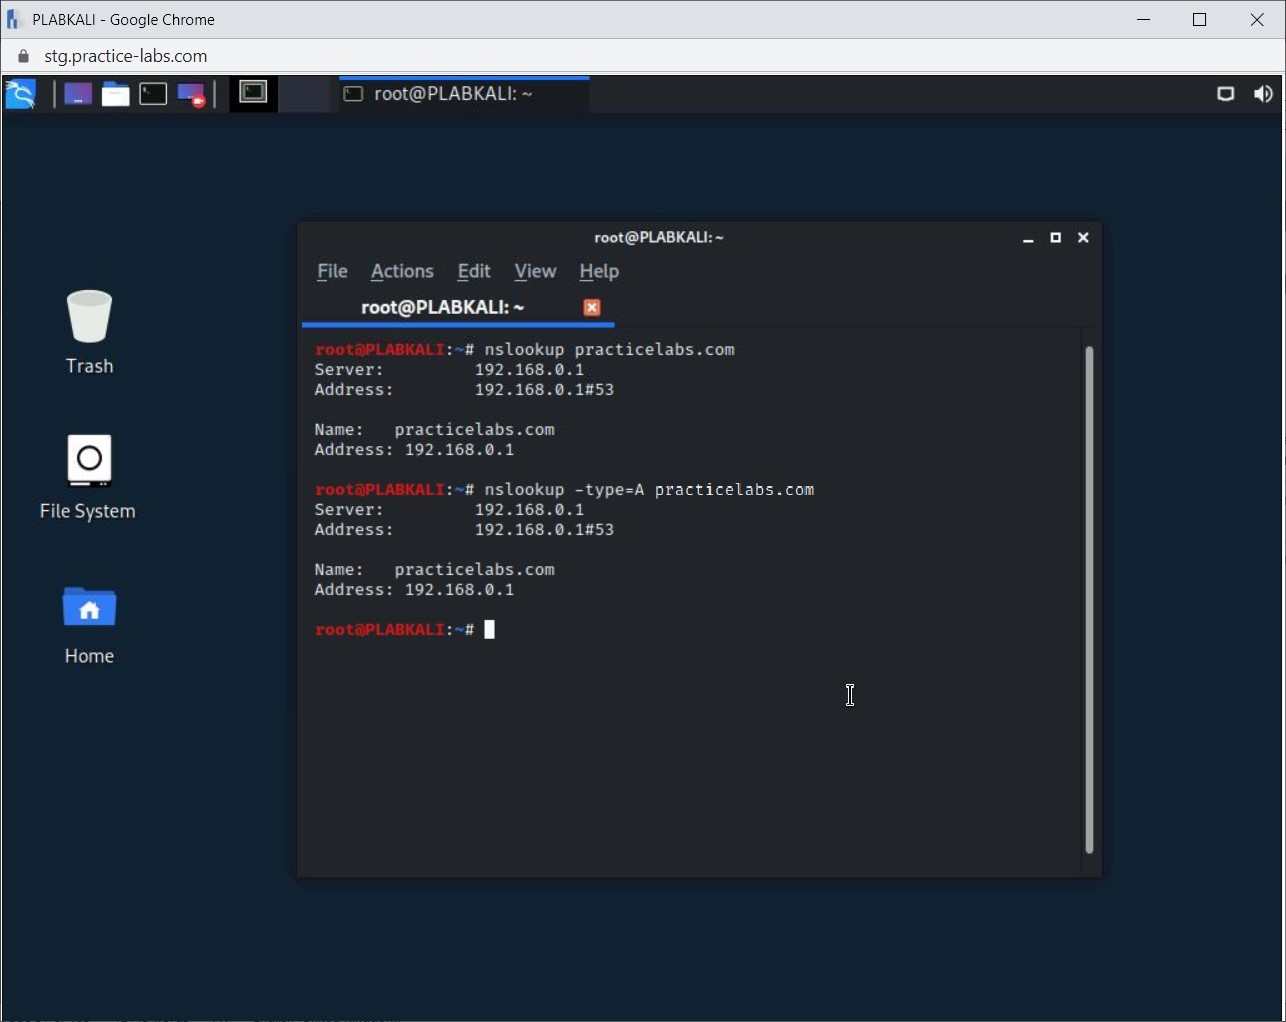 PLABKALI - Google Chrome
stg.practice-labs.com
root@PLABKALI: ~
root@PLABKALI:~
File Actions Edit View Help
root@PLABKALI: ~
root@PLABKALI:~# nslookup practicelabs.com
Server: 192.168.0.1
Address: 192.168.0.1#53
Name: practicelabs.com
Address: 192.168.0.1
root@PLABKALI:~# nslookup -type=A practicelabs.com
Server: 192.168.0.1
Address: 192.168.0.1#53
Name: practicelabs.com
Address: 192.168.0.1
root@PLABKALI:~#
Trash
File System
Home